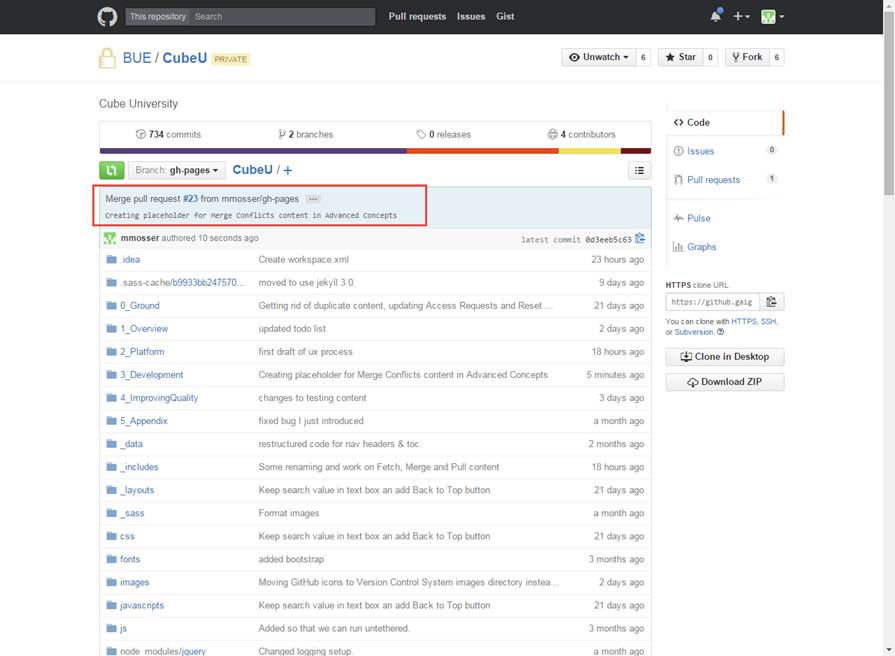 This repository Search Pull requests Issues Gist
BUE / CubeU PRIVATE Unwatch 6 Star 0 Fork 6
Cube University
734 commits 2 branches 0 releases 4 contributors
Branch: gh-pages CubeU / +
Merge pull request #23 from mmosser/gh-pages ...
Creating placeholder for Merge Conflicts content in Advanced Concepts
mmosser authored 10 seconds ago latest commit 0d3eeb5c63
.idea Create workspace.xml 23 hours ago
.sass-cache/b9933bb247570... moved to use jekyll 3.0. 9 days ago
0_Ground Getting rid of duplicate content, updating Access Requests and Reset ... 21 days ago
1_Overview updated todo list 2 days ago
2_Platform first draft of ux process 18 hours ago
3_Development Creating placeholder for Merge Conflicts content in Advanced Concepts 5 minutes ago
4_ImprovingQuality changes to testing content 3 days ago
5_Appendix fixed bug I just introduced a month ago
_data restructured code for nav headers & toc. 2 months ago
_includes Some renaming and work on Fetch, Merge and Pull content 18 hours ago
_layouts Keep search value in text box an add Back to Top button 21 days ago
_sass Format images a month ago
css Keep search value in text box an add Back to Top button 21 days ago
fonts added bootstrap 3 months ago
images Moving GitHub icons to Version Control System images directory instea... 2 days ago
javascripts Keep search value in text box an add Back to Top button 21 days ago
js Added so that we can run untethered. 3 months ago
node_modules/jquery Changed logging setup. a month ago
Code
Issues 0
Pull requests 1
Pulse
Graphs
HTTPS clone URL
https://github.gaig
You can clone with HTTPS, SSH,
or Subversion.
Clone in Desktop
Download ZIP